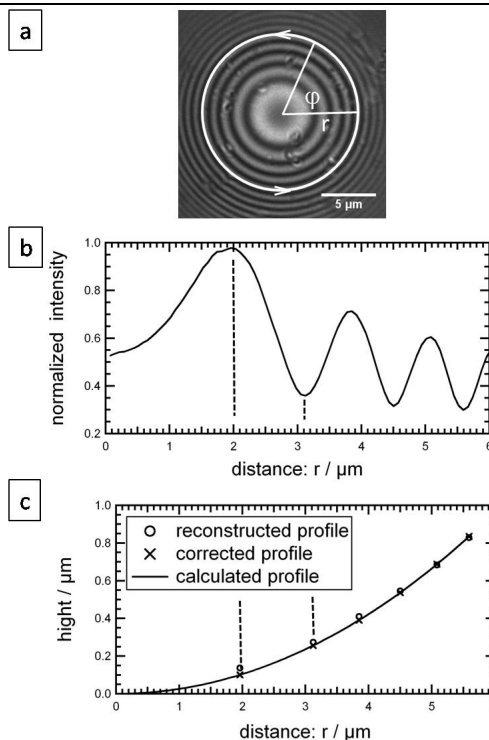 a
φ
r
5 µm
b
1.0
0.8
0.6
0.4
0.2
normalized intensity
0 1 2 3 4 5 6
distance: r / µm
c
1.0
0.8
0.6
0.4
0.2
0.0
hight / µm
reconstructed profile
corrected profile
calculated profile
0 1 2 3 4 5 6
distance: r / µm